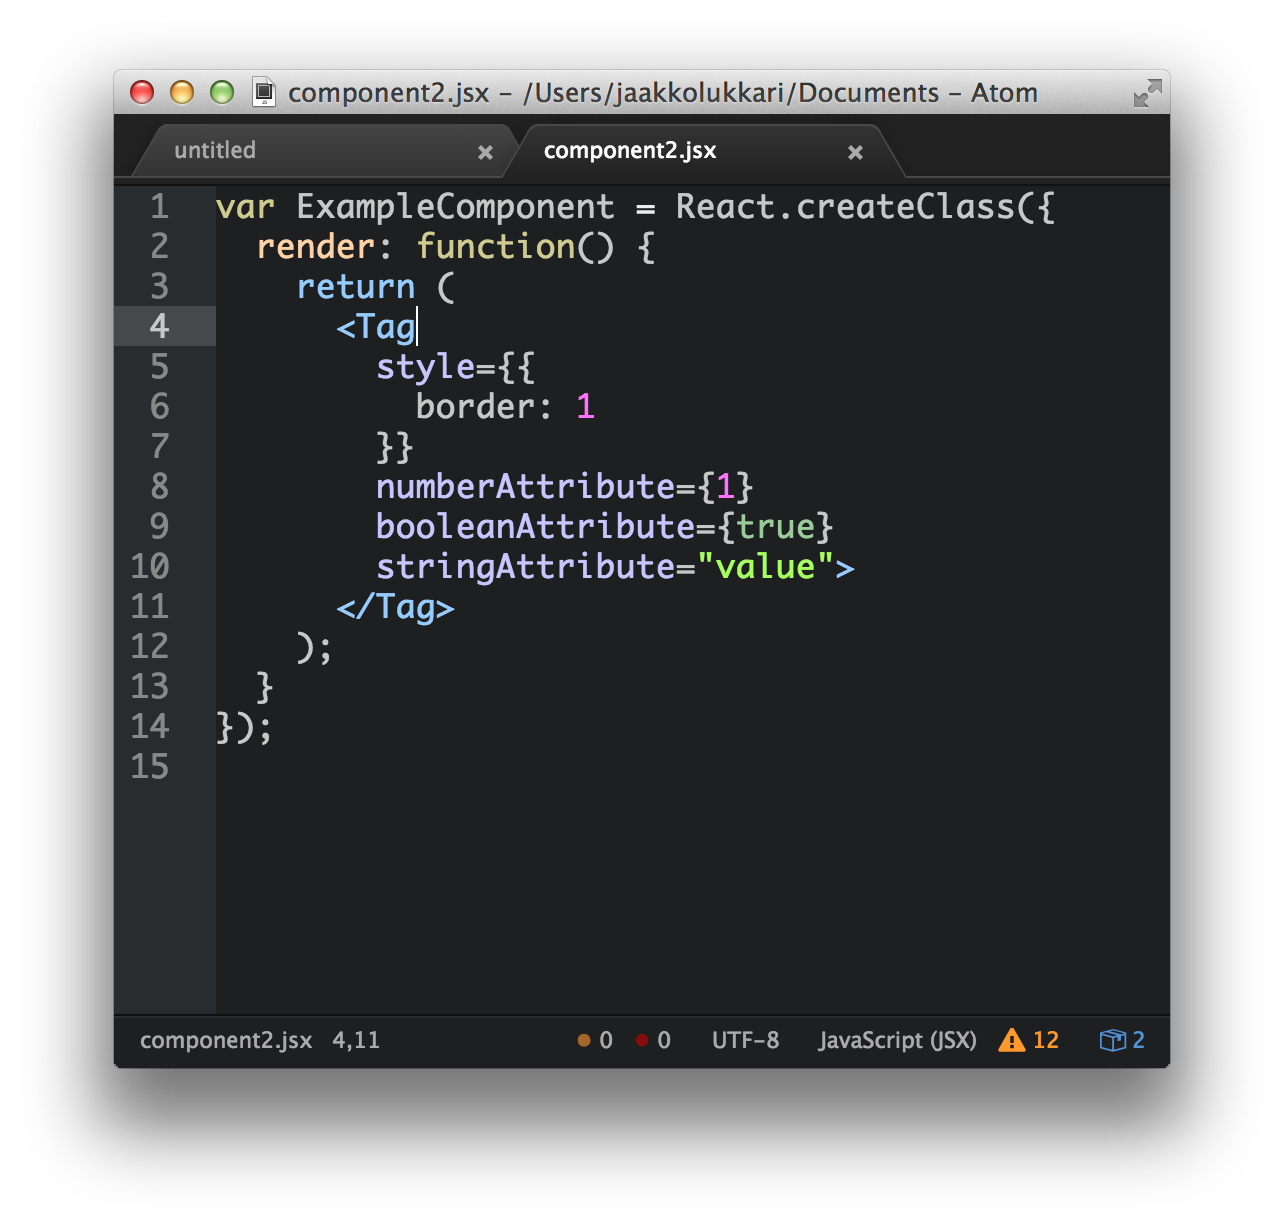 component2.jsx – /Users/jaakkolukkari/Documents – Atom
untitled
component2.jsx
1 var ExampleComponent = React.createClass({
2   render: function() {
3     return (
4       <Tag
5         style={{
6           border: 1
7         }}
8         numberAttribute={1}
9         booleanAttribute={true}
10         stringAttribute="value">
11       </Tag>
12     );
13   }
14 });
15
component2.jsx 4,11 0 0 UTF-8 JavaScript (JSX) 12 2